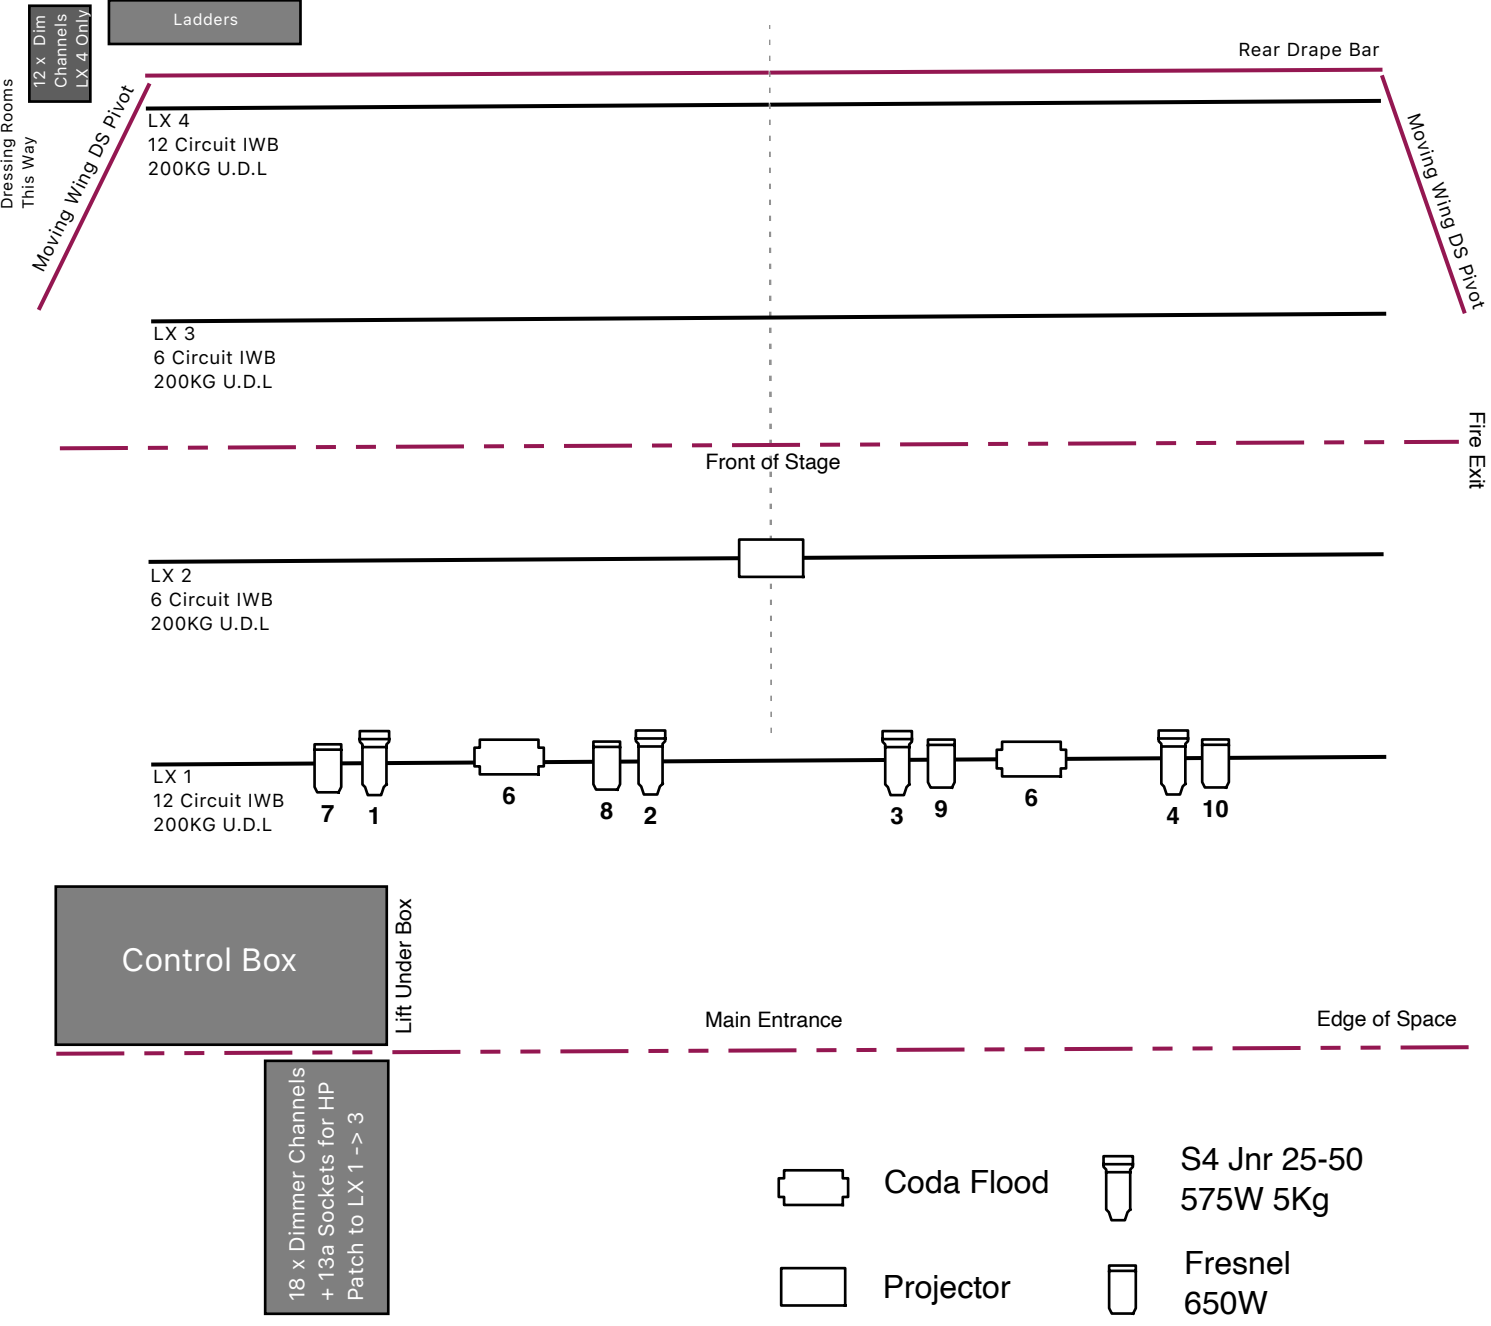 12 x Dim
Channels
LX 4 Only
Ladders
Rear Drape Bar
Dressing Rooms
This Way
Moving Wing DS Pivot
Moving Wing DS Pivot
LX 4
12 Circuit IWB
200KG U.D.L
LX 3
6 Circuit IWB
200KG U.D.L
Fire Exit
Front of Stage
LX 2
6 Circuit IWB
200KG U.D.L
LX 1
12 Circuit IWB
200KG U.D.L
7 1 6 8 2 3 9 6 4 10
Control Box
Lift Under Box
Main Entrance
Edge of Space
18 x Dimmer Channels
+ 13a Sockets for HP
Patch to LX 1 -> 3
Coda Flood
S4 Jnr 25-50
575W 5Kg
Projector
Fresnel
650W